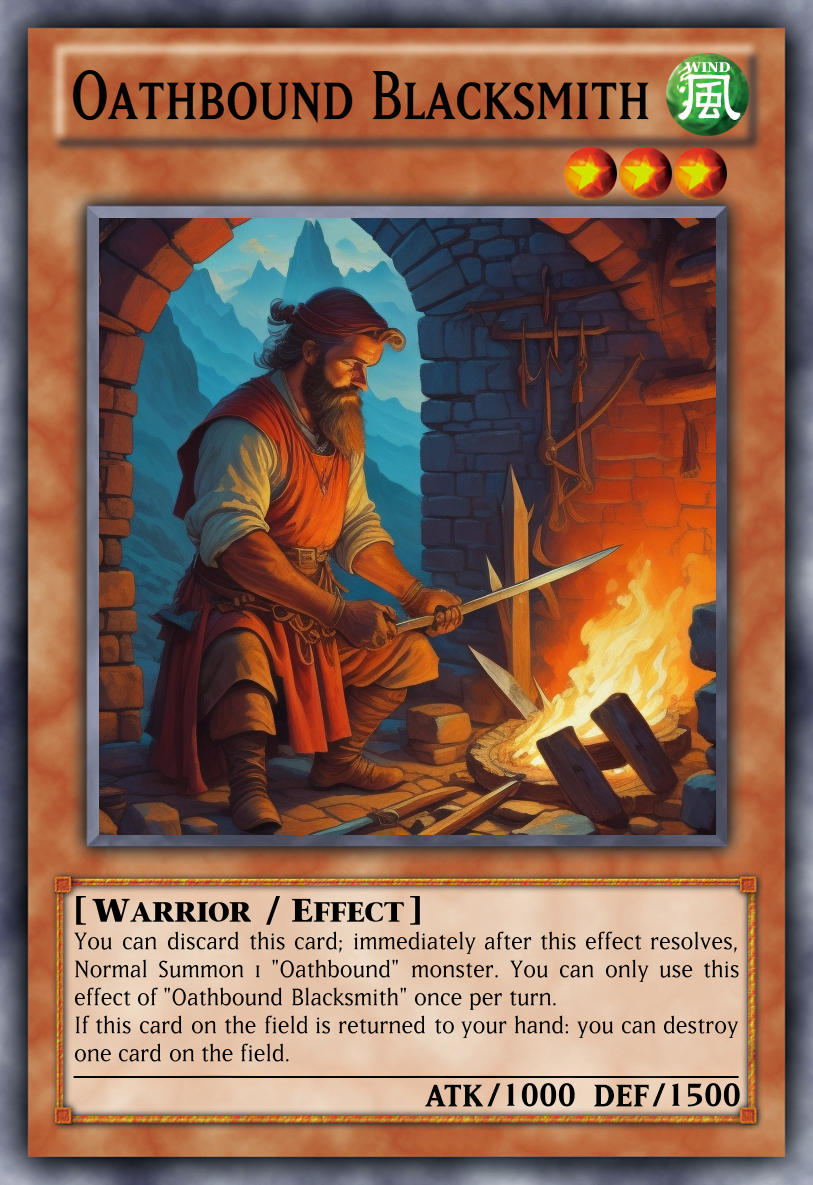 Oathbound Blacksmith
WIND
風
[ Warrior / Effect ]
You can discard this card; immediately after this effect resolves,
Normal Summon 1 "Oathbound" monster. You can only use this
effect of "Oathbound Blacksmith" once per turn.
If this card on the field is returned to your hand: you can destroy
one card on the field.
ATK/1000 DEF/1500